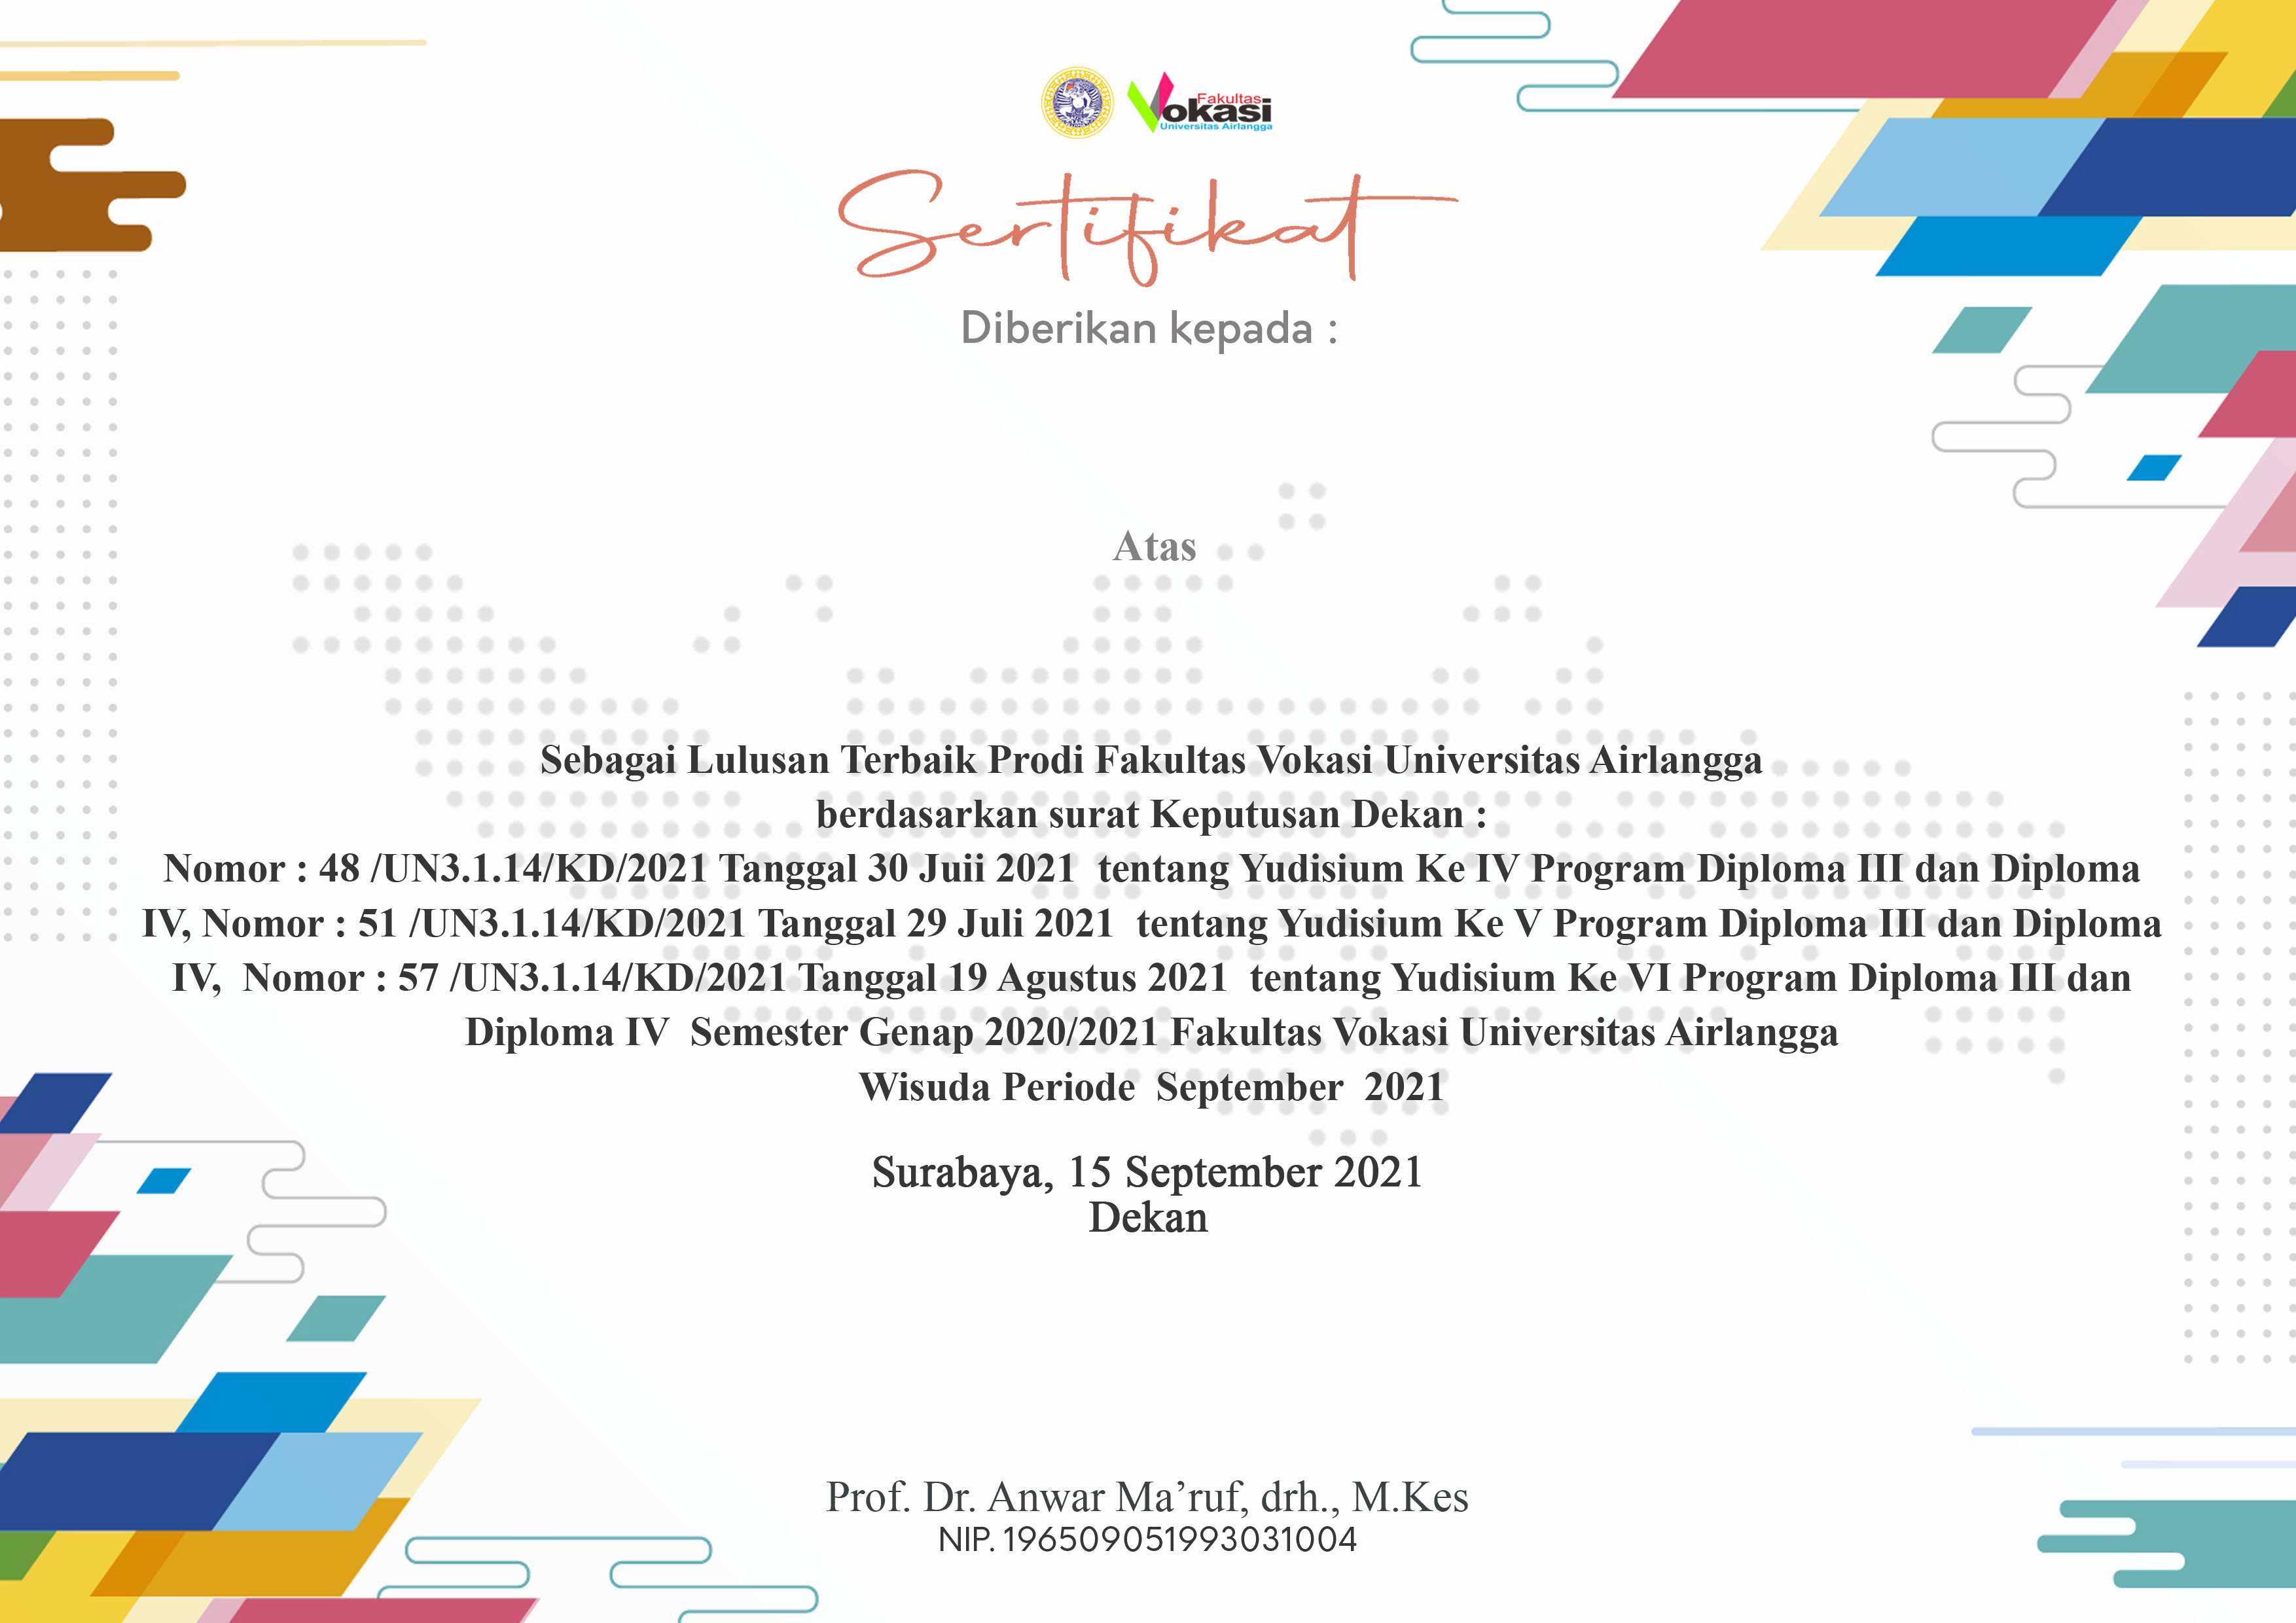 Fakultas
Vokasi
Universitas Airlangga
Sertifikat
Diberikan kepada :
Atas
Sebagai Lulusan Terbaik Prodi Fakultas Vokasi Universitas Airlangga
berdasarkan surat Keputusan Dekan :
Nomor : 48 /UN3.1.14/KD/2021 Tanggal 30 Juii 2021 tentang Yudisium Ke IV Program Diploma III dan Diploma
IV, Nomor : 51 /UN3.1.14/KD/2021 Tanggal 29 Juli 2021 tentang Yudisium Ke V Program Diploma III dan Diploma
IV, Nomor : 57 /UN3.1.14/KD/2021 Tanggal 19 Agustus 2021 tentang Yudisium Ke VI Program Diploma III dan
Diploma IV Semester Genap 2020/2021 Fakultas Vokasi Universitas Airlangga
Wisuda Periode September 2021
Surabaya, 15 September 2021
Dekan
Prof. Dr. Anwar Ma’ruf, drh., M.Kes
NIP. 196509051993031004